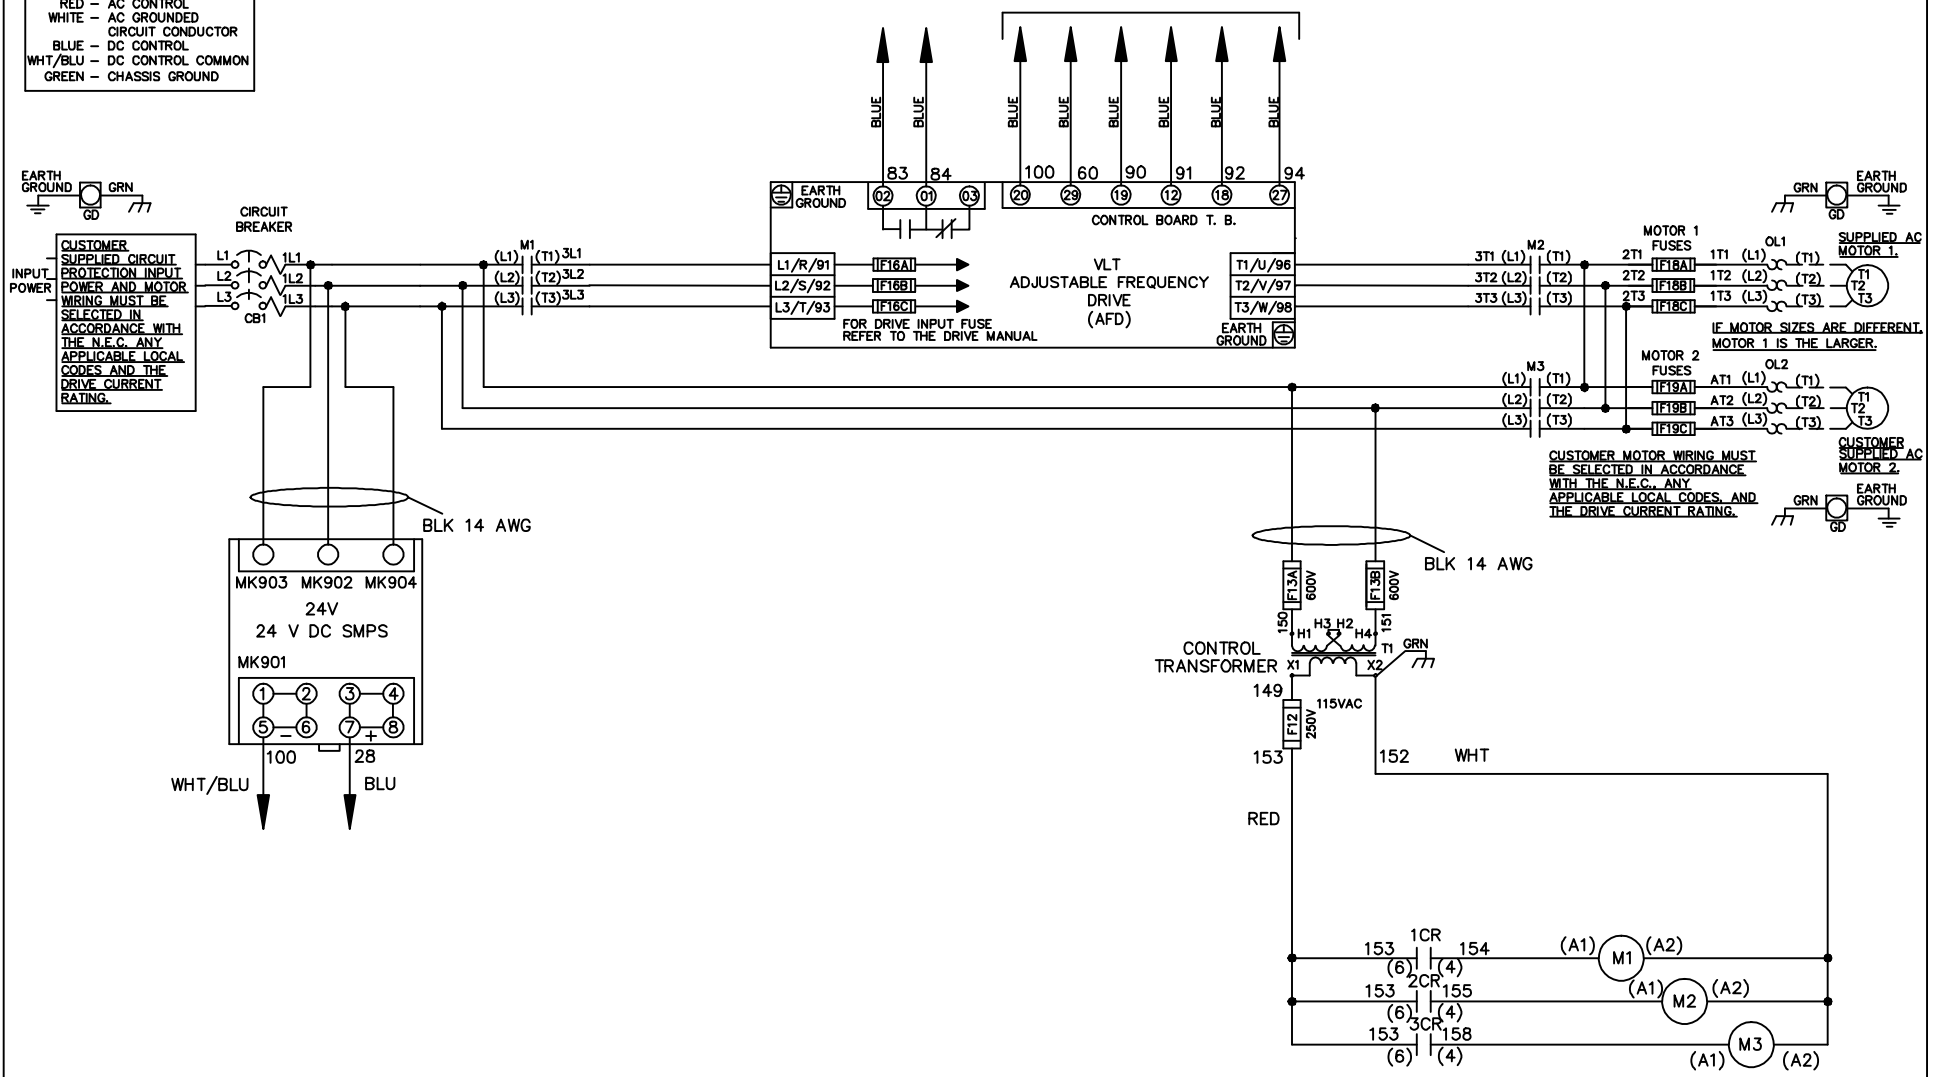 RED – AC CONTROL
WHITE – AC GROUNDED
CIRCUIT CONDUCTOR
BLUE – DC CONTROL
WHT/BLU – DC CONTROL COMMON
GREEN – CHASSIS GROUND
BLUE
BLUE
BLUE
BLUE
BLUE
BLUE
BLUE
BLUE
83
84
100
60
90
91
92
94
EARTH
GROUND
02
01
03
20
29
19
12
18
27
CONTROL BOARD T. B.
EARTH
GROUND
GRN
GD
CIRCUIT
BREAKER
INPUT
POWER
CUSTOMER
SUPPLIED CIRCUIT
PROTECTION INPUT
POWER AND MOTOR
WIRING MUST BE
SELECTED IN
ACCORDANCE WITH
THE N.E.C. ANY
APPLICABLE LOCAL
CODES AND THE
DRIVE CURRENT
RATING.
L1
1L1
L2
1L2
L3
1L3
CB1
M1
(L1) (T1) 3L1
(L2) (T2) 3L2
(L3) (T3) 3L3
L1/R/91
L2/S/92
L3/T/93
F16A
F16B
F16C
FOR DRIVE INPUT FUSE
REFER TO THE DRIVE MANUAL
VLT
ADJUSTABLE FREQUENCY
DRIVE
(AFD)
T1/U/96
T2/V/97
T3/W/98
EARTH
GROUND
M2
3T1 (L1) (T1)
3T2 (L2) (T2)
3T3 (L3) (T3)
MOTOR 1
FUSES
2T1 F18A 1T1 (L1) (T1)
2T2 F18B 1T2 (L2) (T2)
2T3 F18C 1T3 (L3) (T3)
OL1
GRN
GD
EARTH
GROUND
SUPPLIED AC
MOTOR 1.
T1
T2
T3
IF MOTOR SIZES ARE DIFFERENT,
MOTOR 1 IS THE LARGER.
M3
(L1) (T1)
(L2) (T2)
(L3) (T3)
MOTOR 2
FUSES
OL2
F19A AT1 (L1) (T1)
F19B AT2 (L2) (T2)
F19C AT3 (L3) (T3)
T1
T2
T3
CUSTOMER
SUPPLIED AC
MOTOR 2.
CUSTOMER MOTOR WIRING MUST
BE SELECTED IN ACCORDANCE
WITH THE N.E.C., ANY
APPLICABLE LOCAL CODES, AND
THE DRIVE CURRENT RATING.
GRN
GD
EARTH
GROUND
BLK 14 AWG
MK903 MK902 MK904
24V
24 V DC SMPS
MK901
1 2 3 4
5 6 7 8
– +
100
28
WHT/BLU
BLU
BLK 14 AWG
F13A
600V
F13B
600V
150
151
H1 H3 H2 H4
T1
GRN
CONTROL
TRANSFORMER
X1
X2
149
115VAC
F12
250V
153
152
WHT
RED
1CR
153 154
(6) (4)
(A1) M1 (A2)
2CR
153 155
(6) (4)
(A1) M2 (A2)
3CR
153 158
(6) (4)
(A1) M3 (A2)